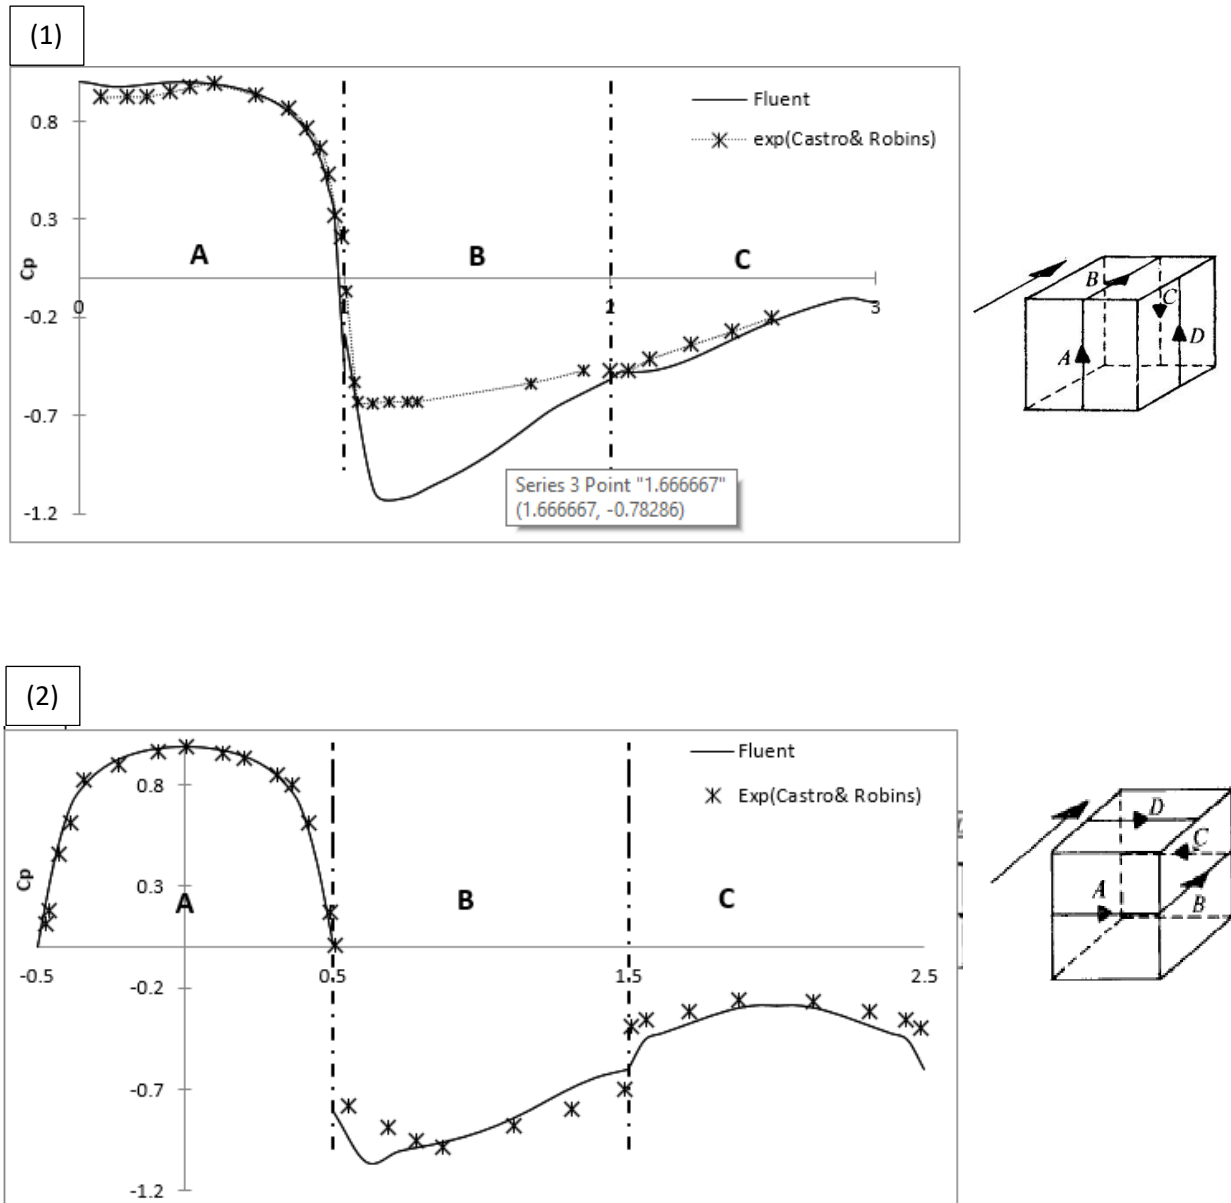 (1)
Fluent
exp(Castro& Robins)
0.8
0.3
Cp
-0.2
-0.7
-1.2
A
B
C
0
1
2
3
Series 3 Point "1.666667"
(1.666667, -0.78286)
B
C
A
D
(2)
Fluent
Exp(Castro& Robins)
0.8
0.3
Cp
-0.2
-0.7
-1.2
A
B
C
-0.5
0.5
1.5
2.5
D
C
A
B